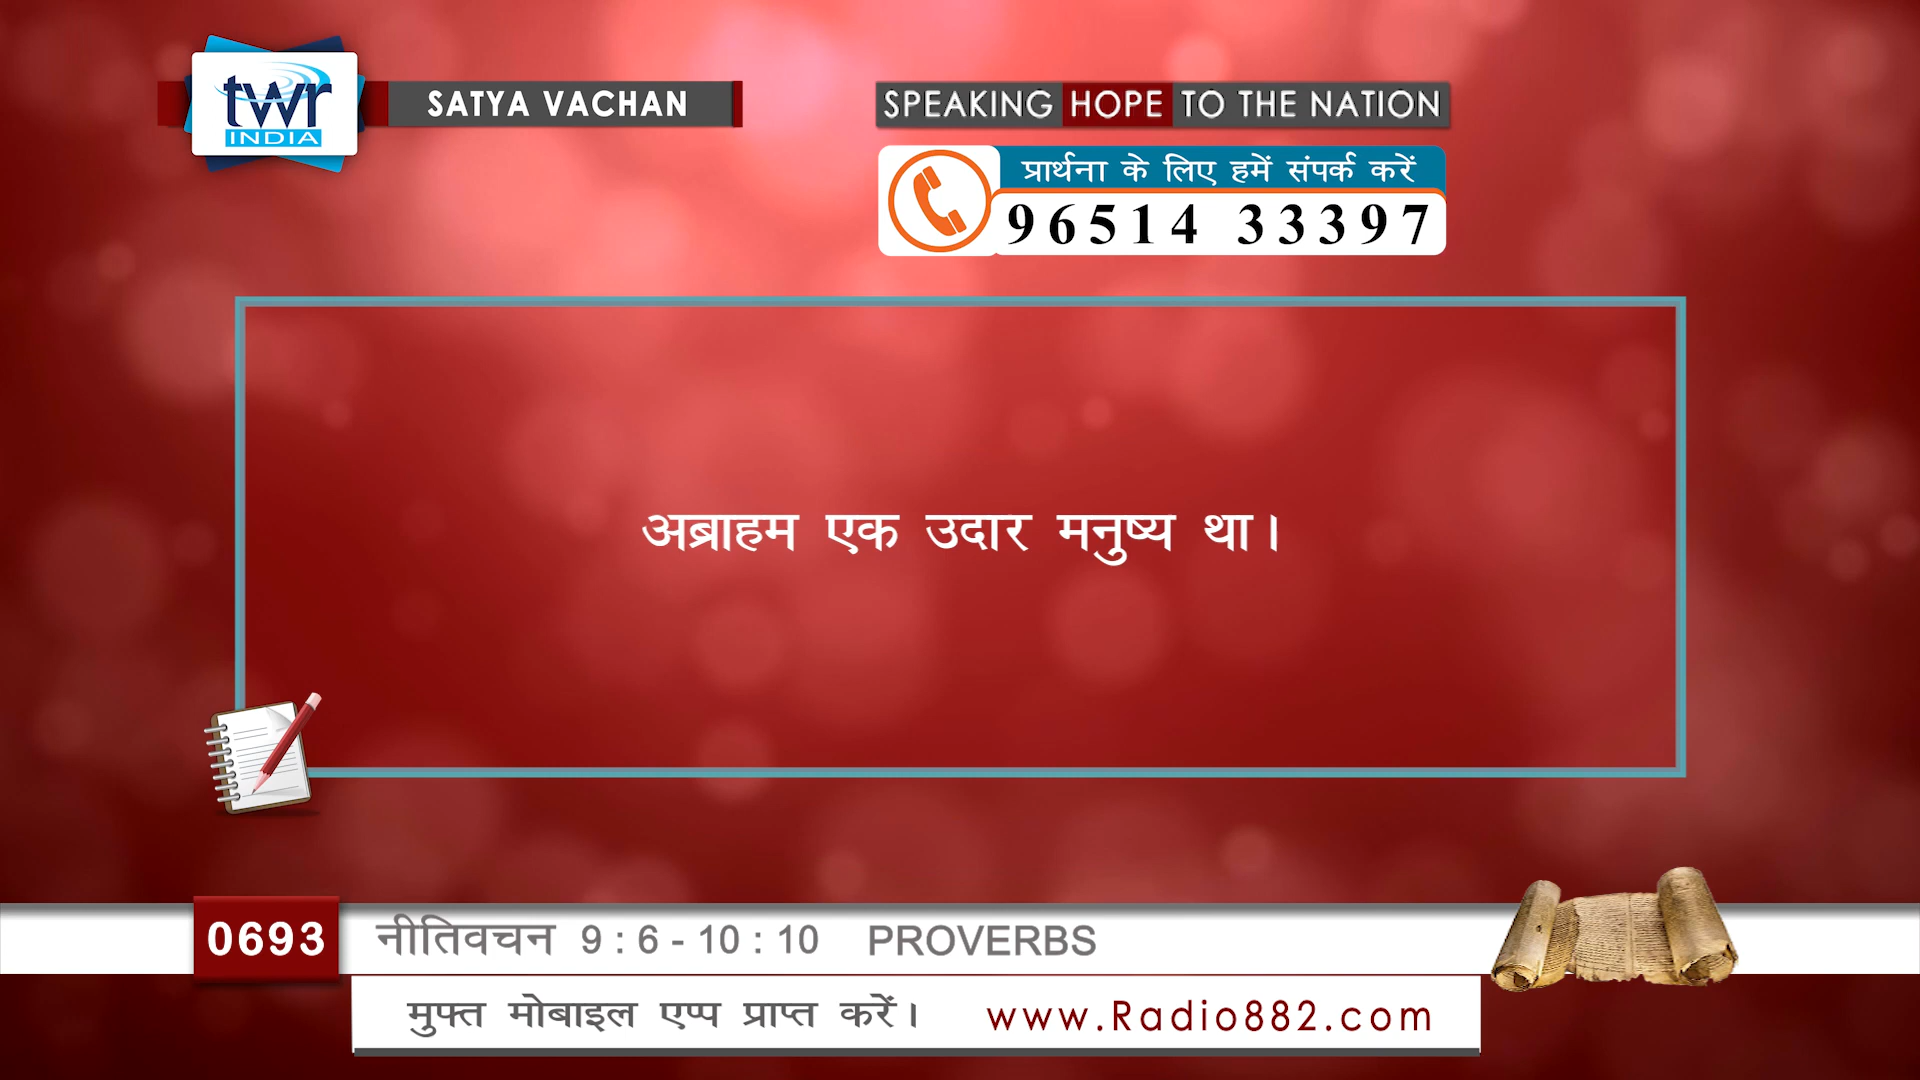 twr
INDIA
SATYA VACHAN
SPEAKING HOPE TO THE NATION
प्रार्थना के लिए हमें संपर्क करें
96514 33397
अब्राहम एक उदार मनुष्य था।
0693 नीतिवचन 9 : 6 - 10 : 10 PROVERBS
मुफ्त मोबाइल एप्प प्राप्त करें। www.Radio882.com